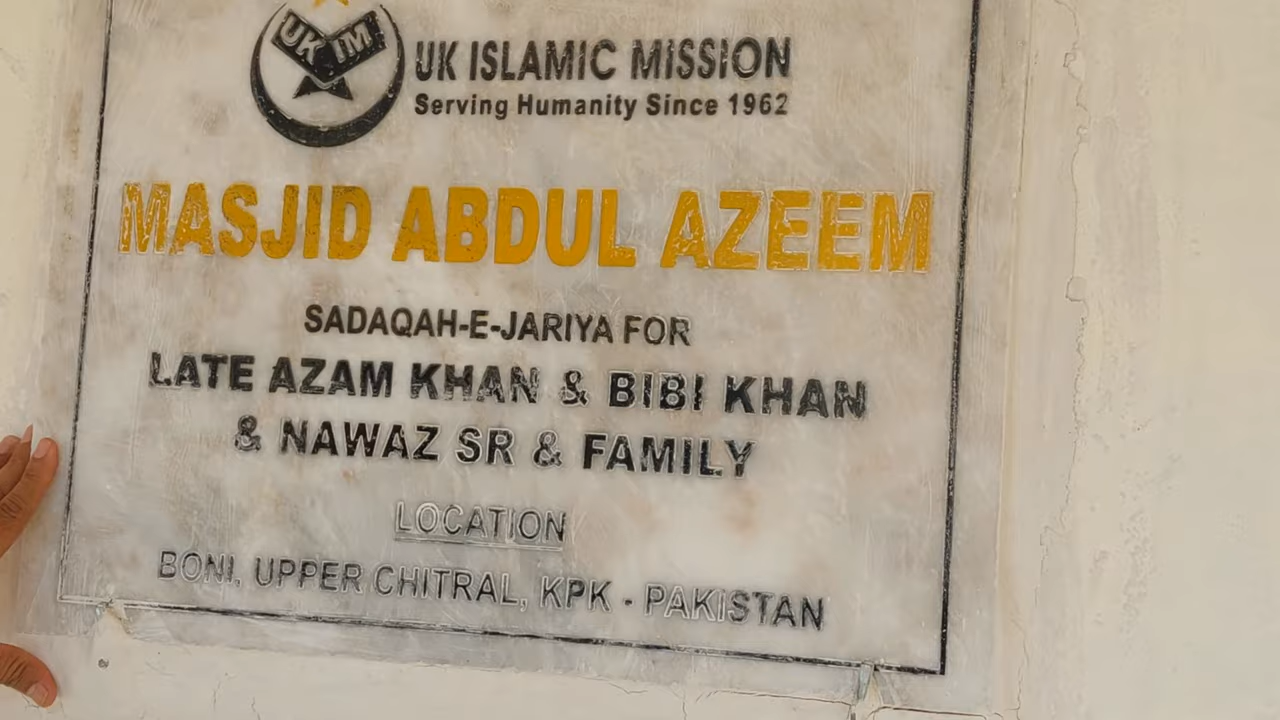 UK IM
UK ISLAMIC MISSION
Serving Humanity Since 1962
MASJID ABDUL AZEEM
SADAQAH-E-JARIYA FOR
LATE AZAM KHAN & BIBI KHAN
& NAWAZ SR & FAMILY
LOCATION
BONI, UPPER CHITRAL, KPK - PAKISTAN